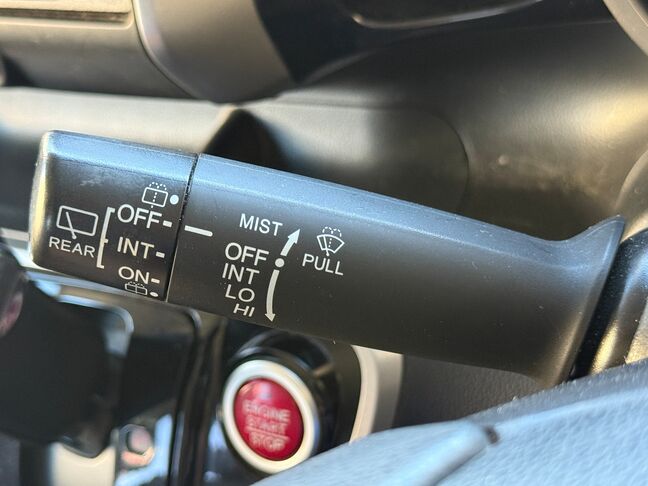 OFF
REAR
INT
ON
MIST
OFF
INT
LO
HI
PULL
ENGINE
START
STOP